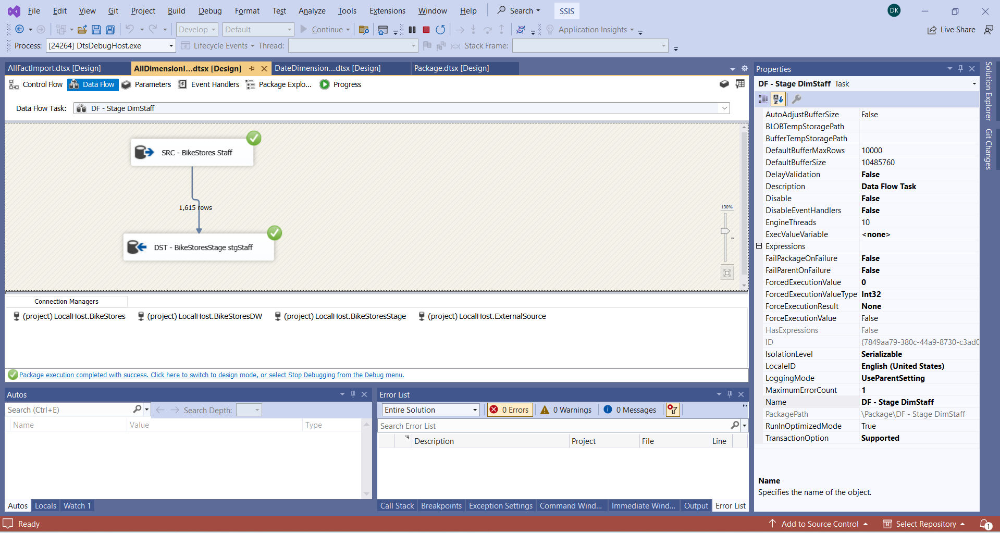 File Edit View Git Project Build Debug Format Test Analyze Tools Extensions Window Help Search SSIS DK
Develop Default Continue Application Insights Live Share
Process: [24264] DtsDebugHost.exe Lifecycle Events Thread: Stack Frame:
AllFactImport.dtsx [Design] AllDimensionI...dtsx [Design] DateDimension....dtsx [Design] Package.dtsx [Design]
Control Flow Data Flow Parameters Event Handlers Package Explo... Progress
Data Flow Task: DF - Stage DimStaff
SRC - BikeStores Staff
1,615 rows
DST - BikeStoresStage stgStaff
130%
Connection Managers
(project) LocalHost.BikeStores (project) LocalHost.BikeStoresDW (project) LocalHost.BikeStoresStage (project) LocalHost.ExternalSource
Package execution completed with success. Click here to switch to design mode, or select Stop Debugging from the Debug menu.
Autos
Search (Ctrl+E) Search Depth:
Name Value Type
Autos Locals Watch 1
Error List
Entire Solution 0 Errors 0 Warnings 0 Messages
Search Error List
Description Project File Line
Call Stack Breakpoints Exception Settings Command Wind... Immediate Wind... Output Error List
Properties
DF - Stage DimStaff Task
AutoAdjustBufferSize False
BLOBTempStoragePath
BufferTempStoragePath
DefaultBufferMaxRows 10000
DefaultBufferSize 10485760
DelayValidation False
Description Data Flow Task
Disable False
DisableEventHandlers False
EngineThreads 10
ExecValueVariable <none>
Expressions
FailPackageOnFailure False
FailParentOnFailure False
ForcedExecutionValue 0
ForcedExecutionValueType Int32
ForceExecutionResult None
ForceExecutionValue False
HasExpressions False
ID {7849aa79-380c-44a9-8730-c3ad0
IsolationLevel Serializable
LocaleID English (United States)
LoggingMode UseParentSetting
MaximumErrorCount 1
Name DF - Stage DimStaff
PackagePath \Package\DF - Stage DimStaff
RunInOptimizedMode True
TransactionOption Supported
Name
Specifies the name of the object.
Solution Explorer
Git Changes
Ready Add to Source Control Select Repository 1